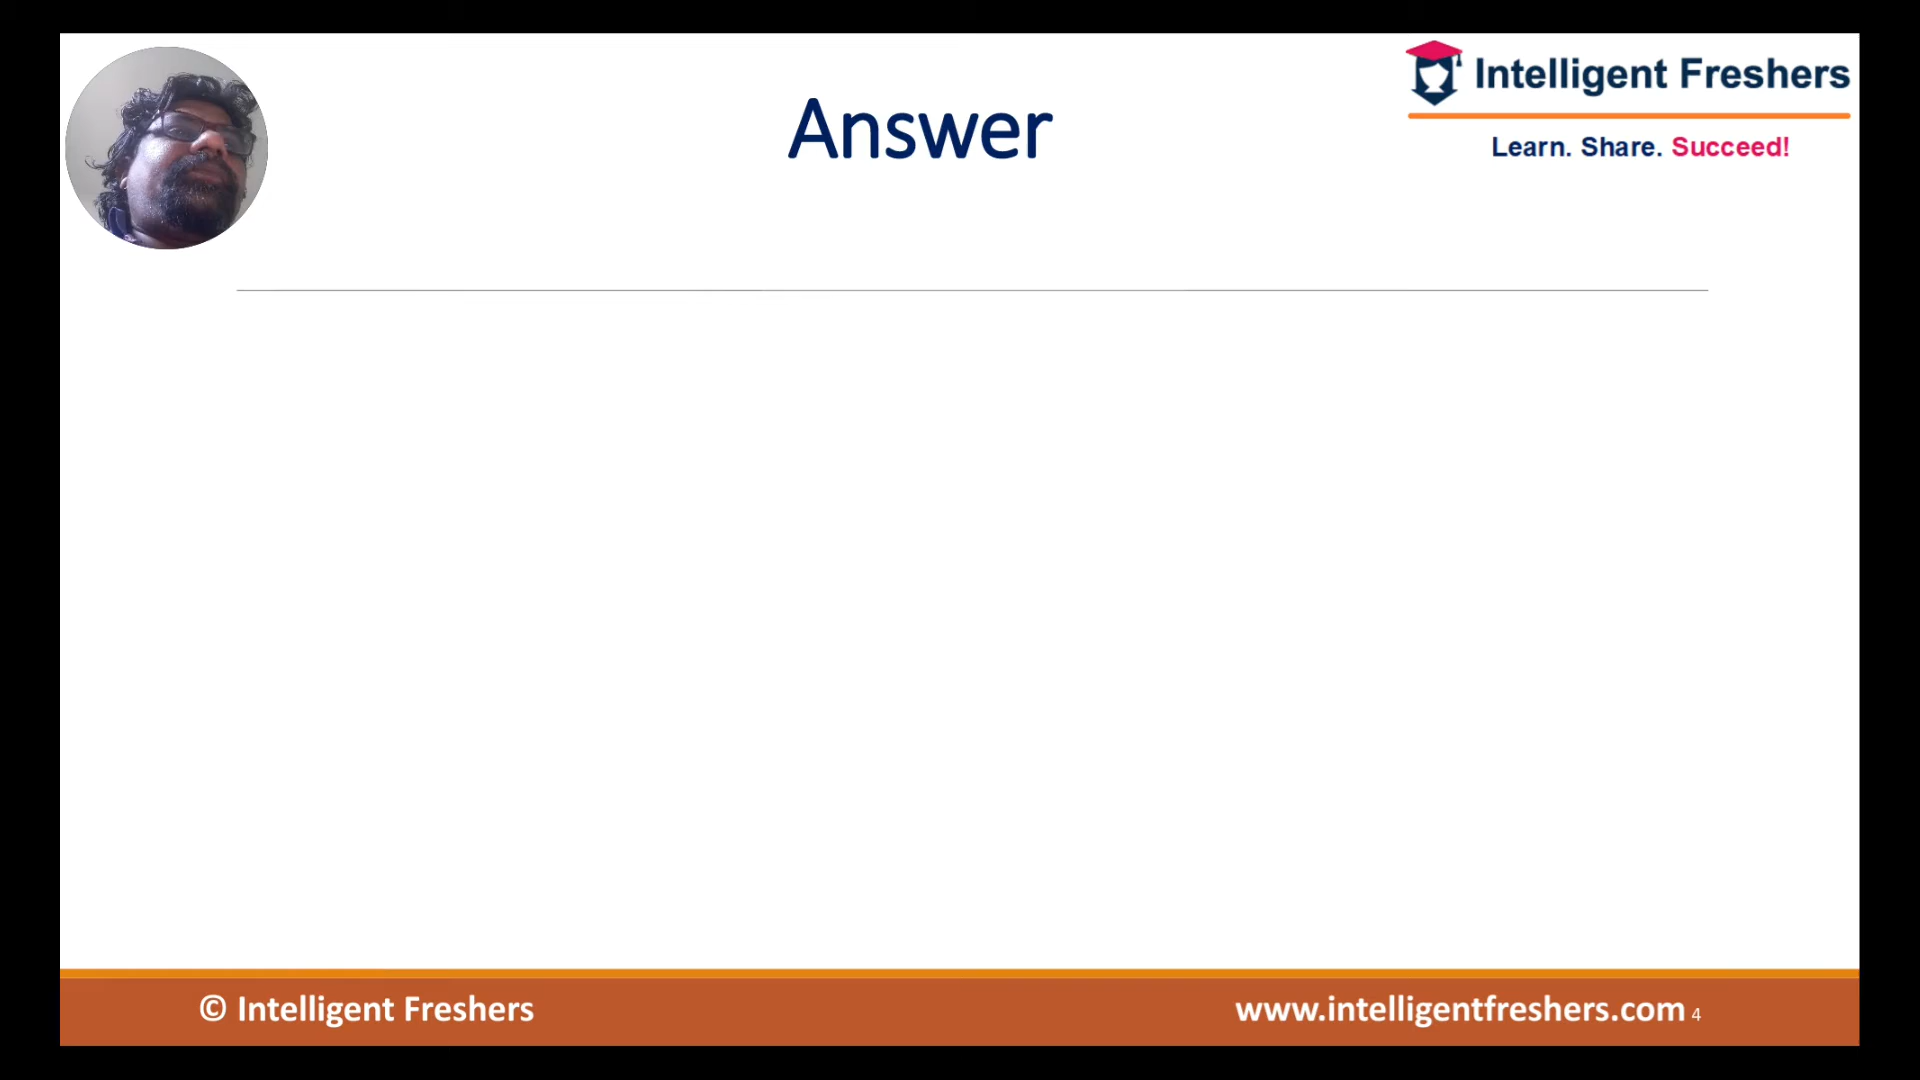 Answer
Intelligent Freshers
Learn. Share. Succeed!
© Intelligent Freshers
www.intelligentfreshers.com 4